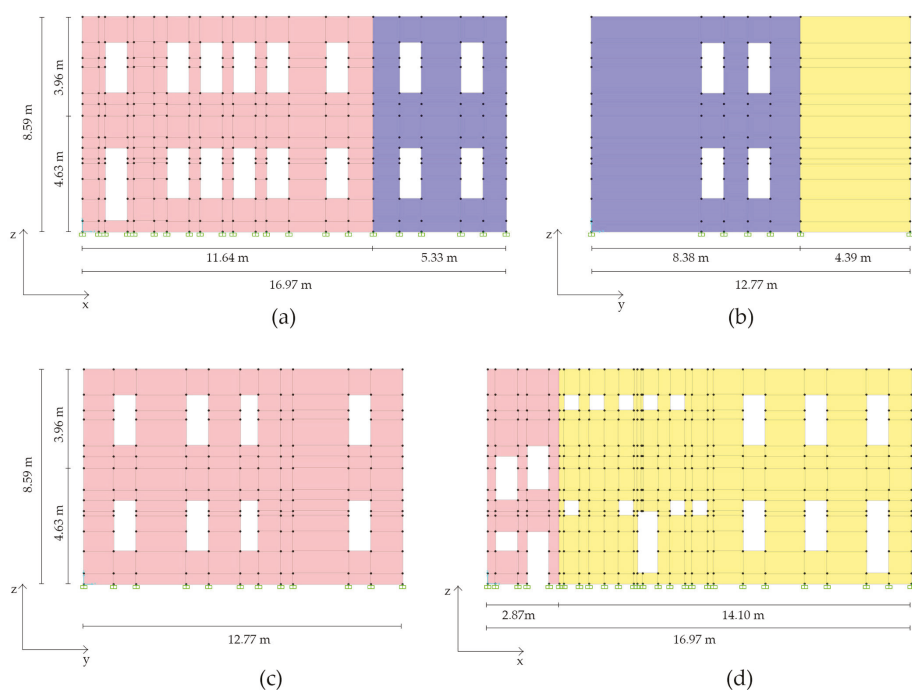 8.59 m
3.96 m
4.63 m
z
x
11.64 m
5.33 m
16.97 m
(a)
z
y
8.38 m
4.39 m
12.77 m
(b)
8.59 m
3.96 m
4.63 m
z
y
12.77 m
(c)
z
x
2.87m
14.10 m
16.97 m
(d)